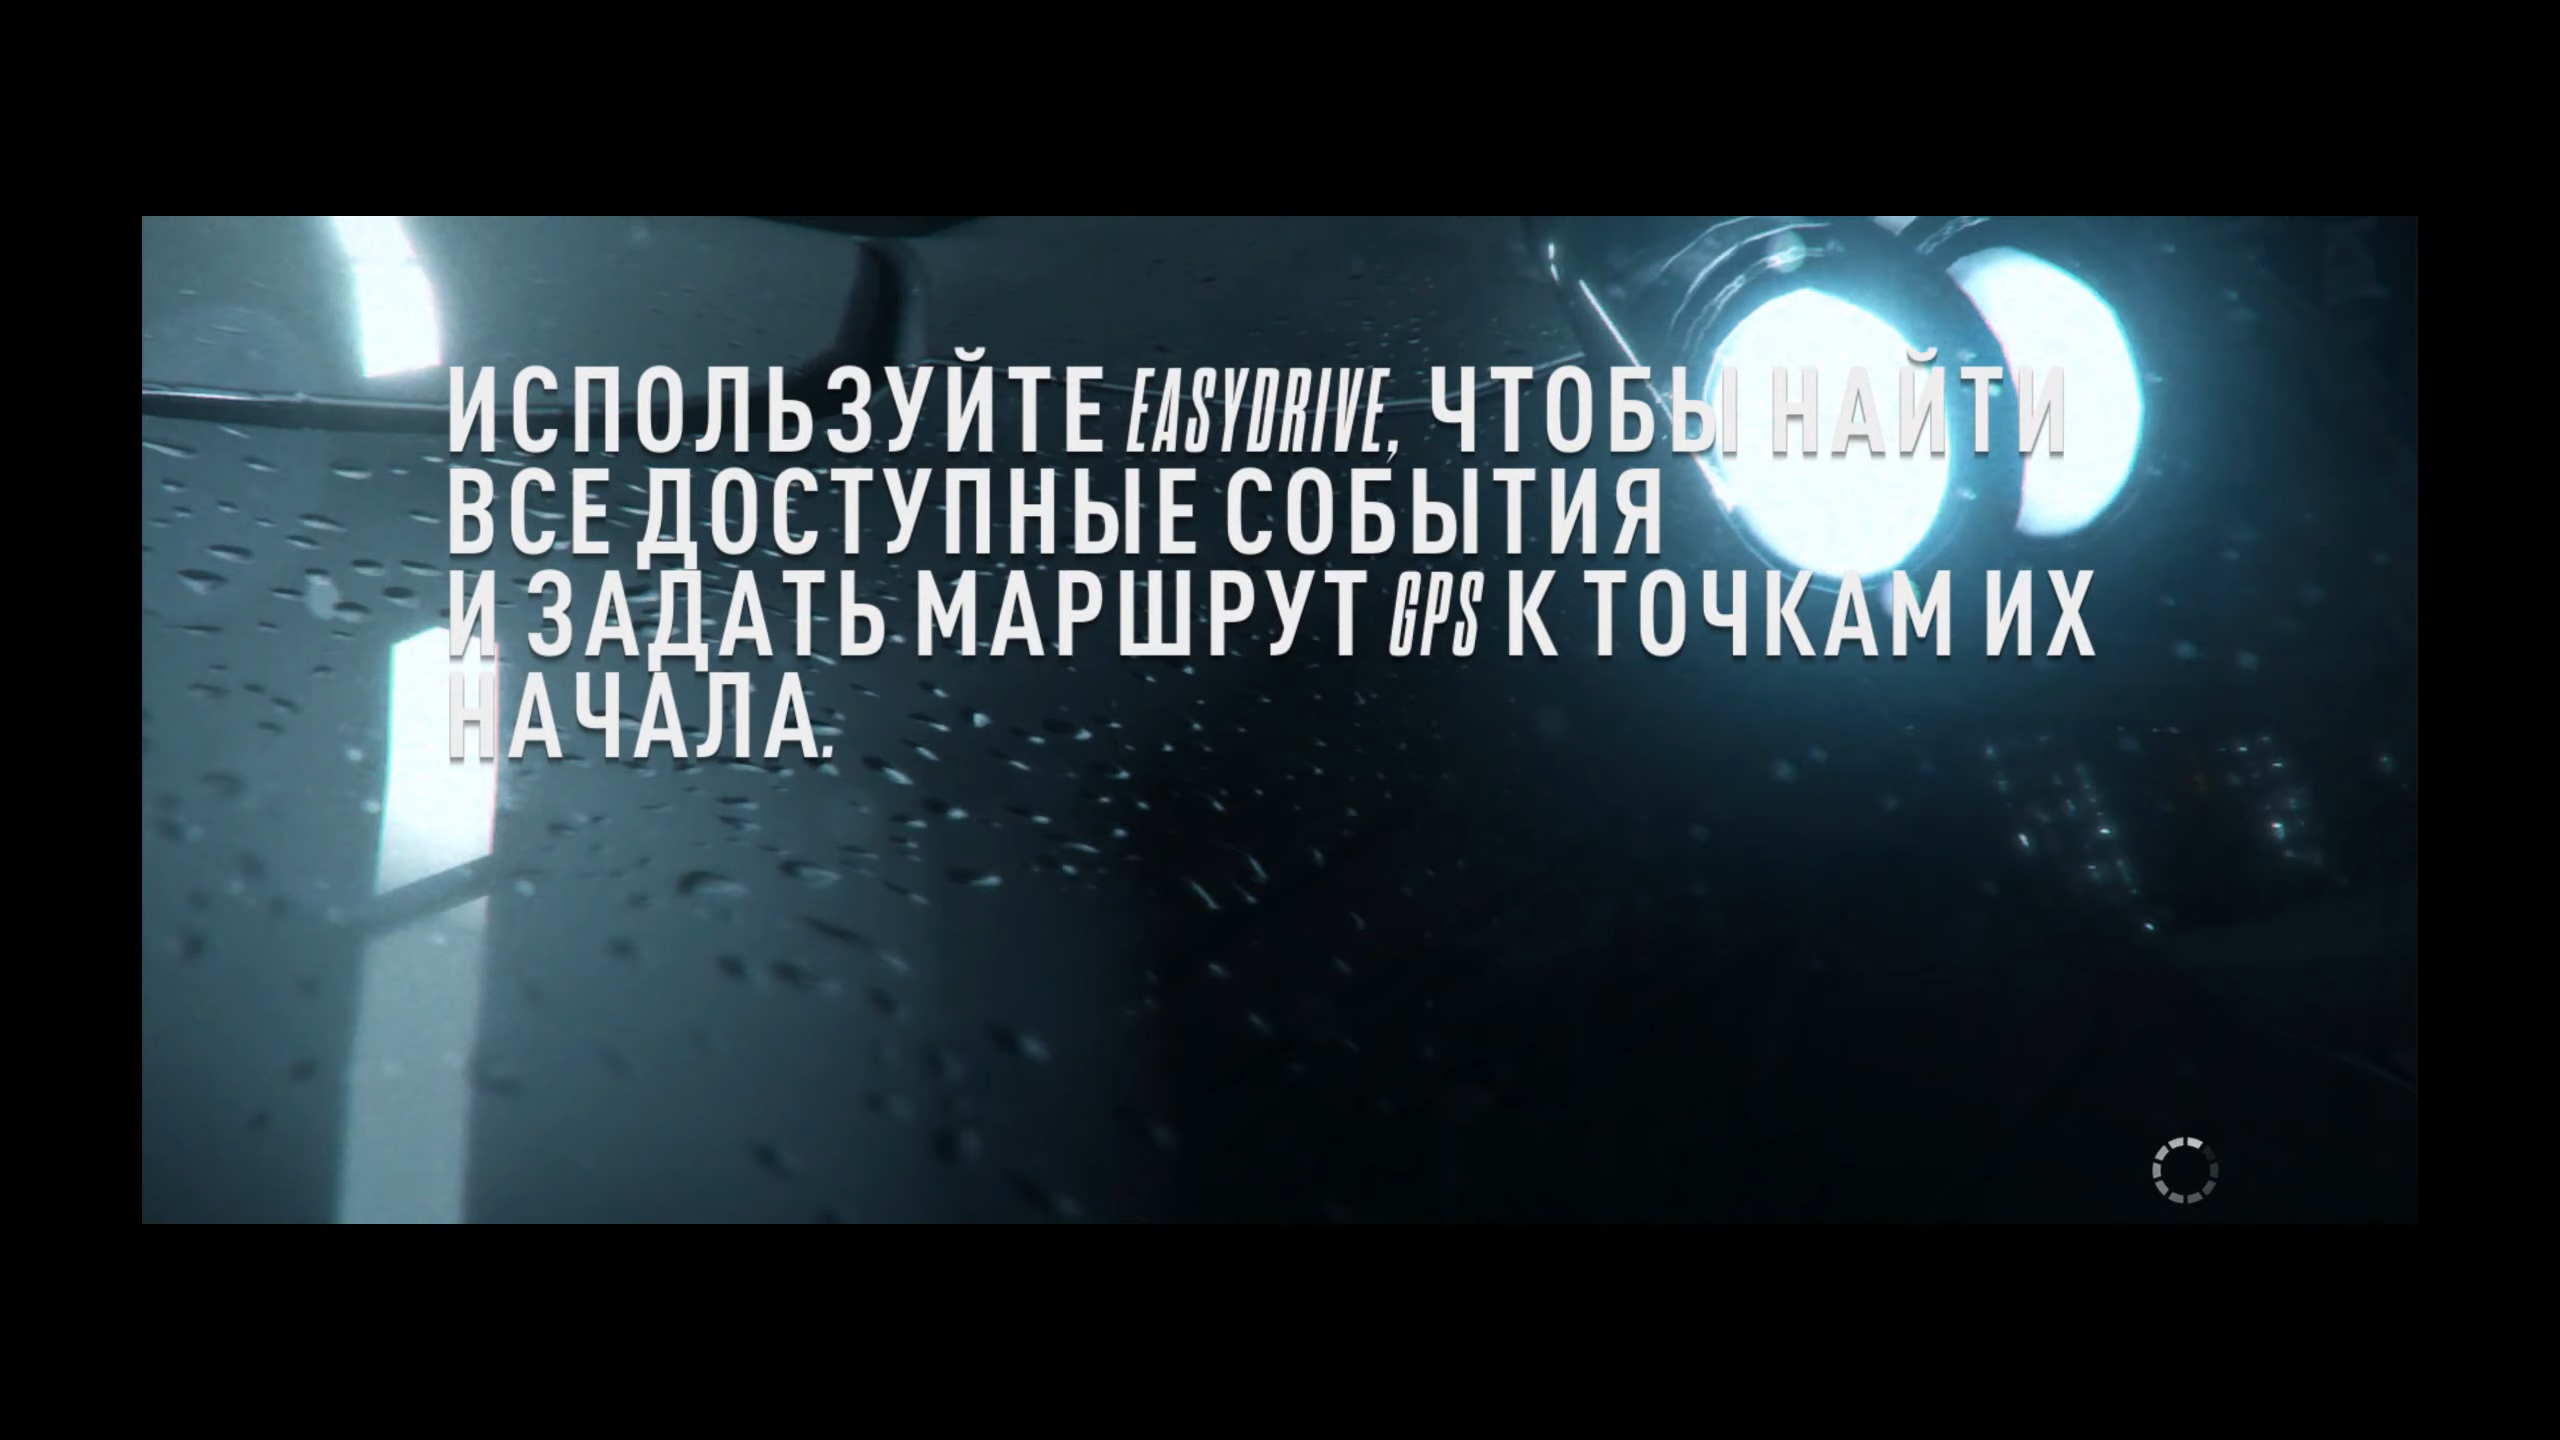 ИСПОЛЬЗУЙТЕ EASYDRIVE, ЧТОБЫ НАЙТИ
ВСЕ ДОСТУПНЫЕ СОБЫТИЯ
И ЗАДАТЬ МАРШРУТ GPS К ТОЧКАМ ИХ
НАЧАЛА.